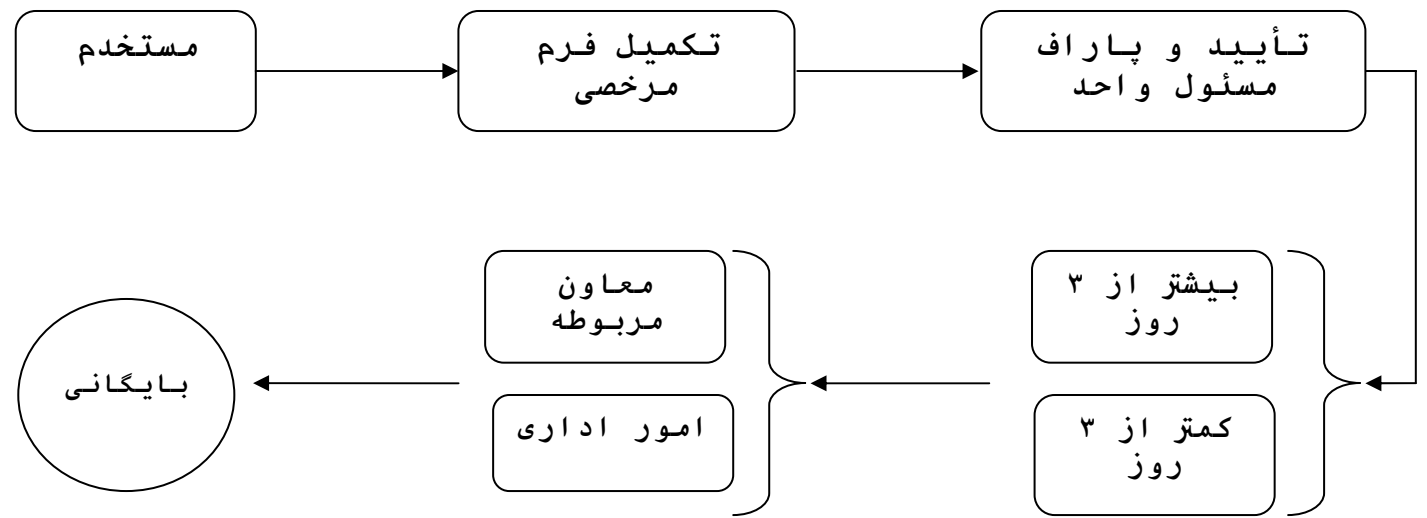 مستخدم
تکمیل فرم
مرخصی
تأیید و پاراف
مسئول واحد
بیشتر از ۳
روز
کمتر از ۳
روز
معاون
مربوطه
امور اداری
بایگانی